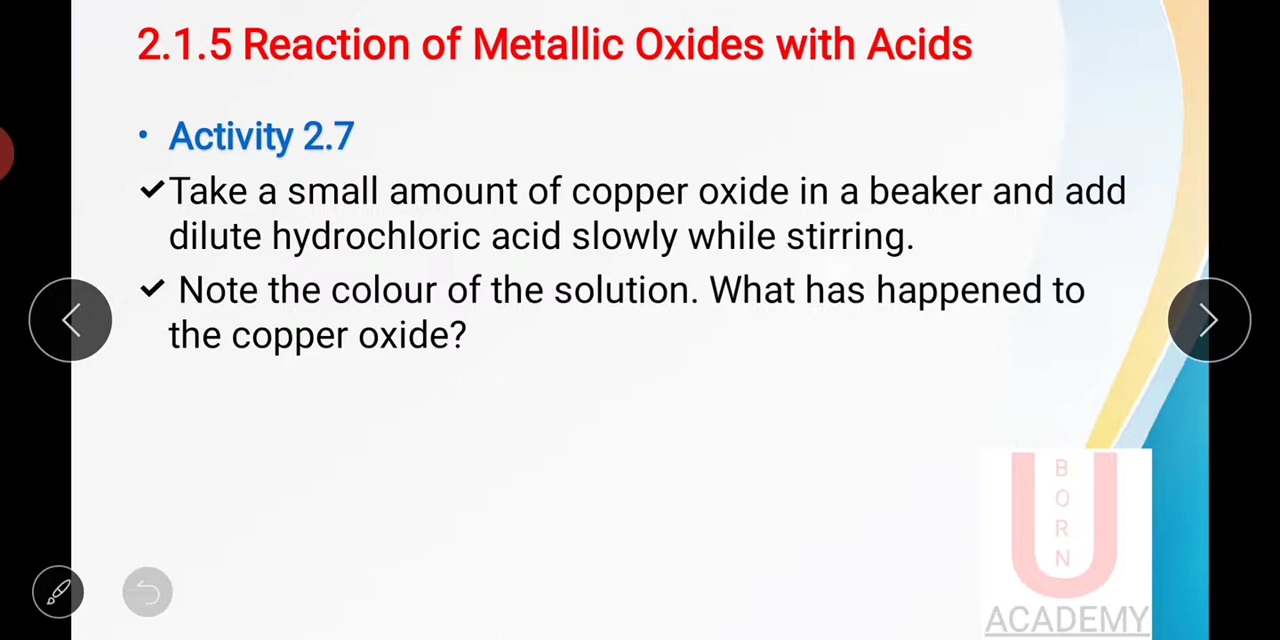 2.1.5 Reaction of Metallic Oxides with Acids
• Activity 2.7
✔Take a small amount of copper oxide in a beaker and add
dilute hydrochloric acid slowly while stirring.
✔ Note the colour of the solution. What has happened to
the copper oxide?
U
BORN
ACADEMY